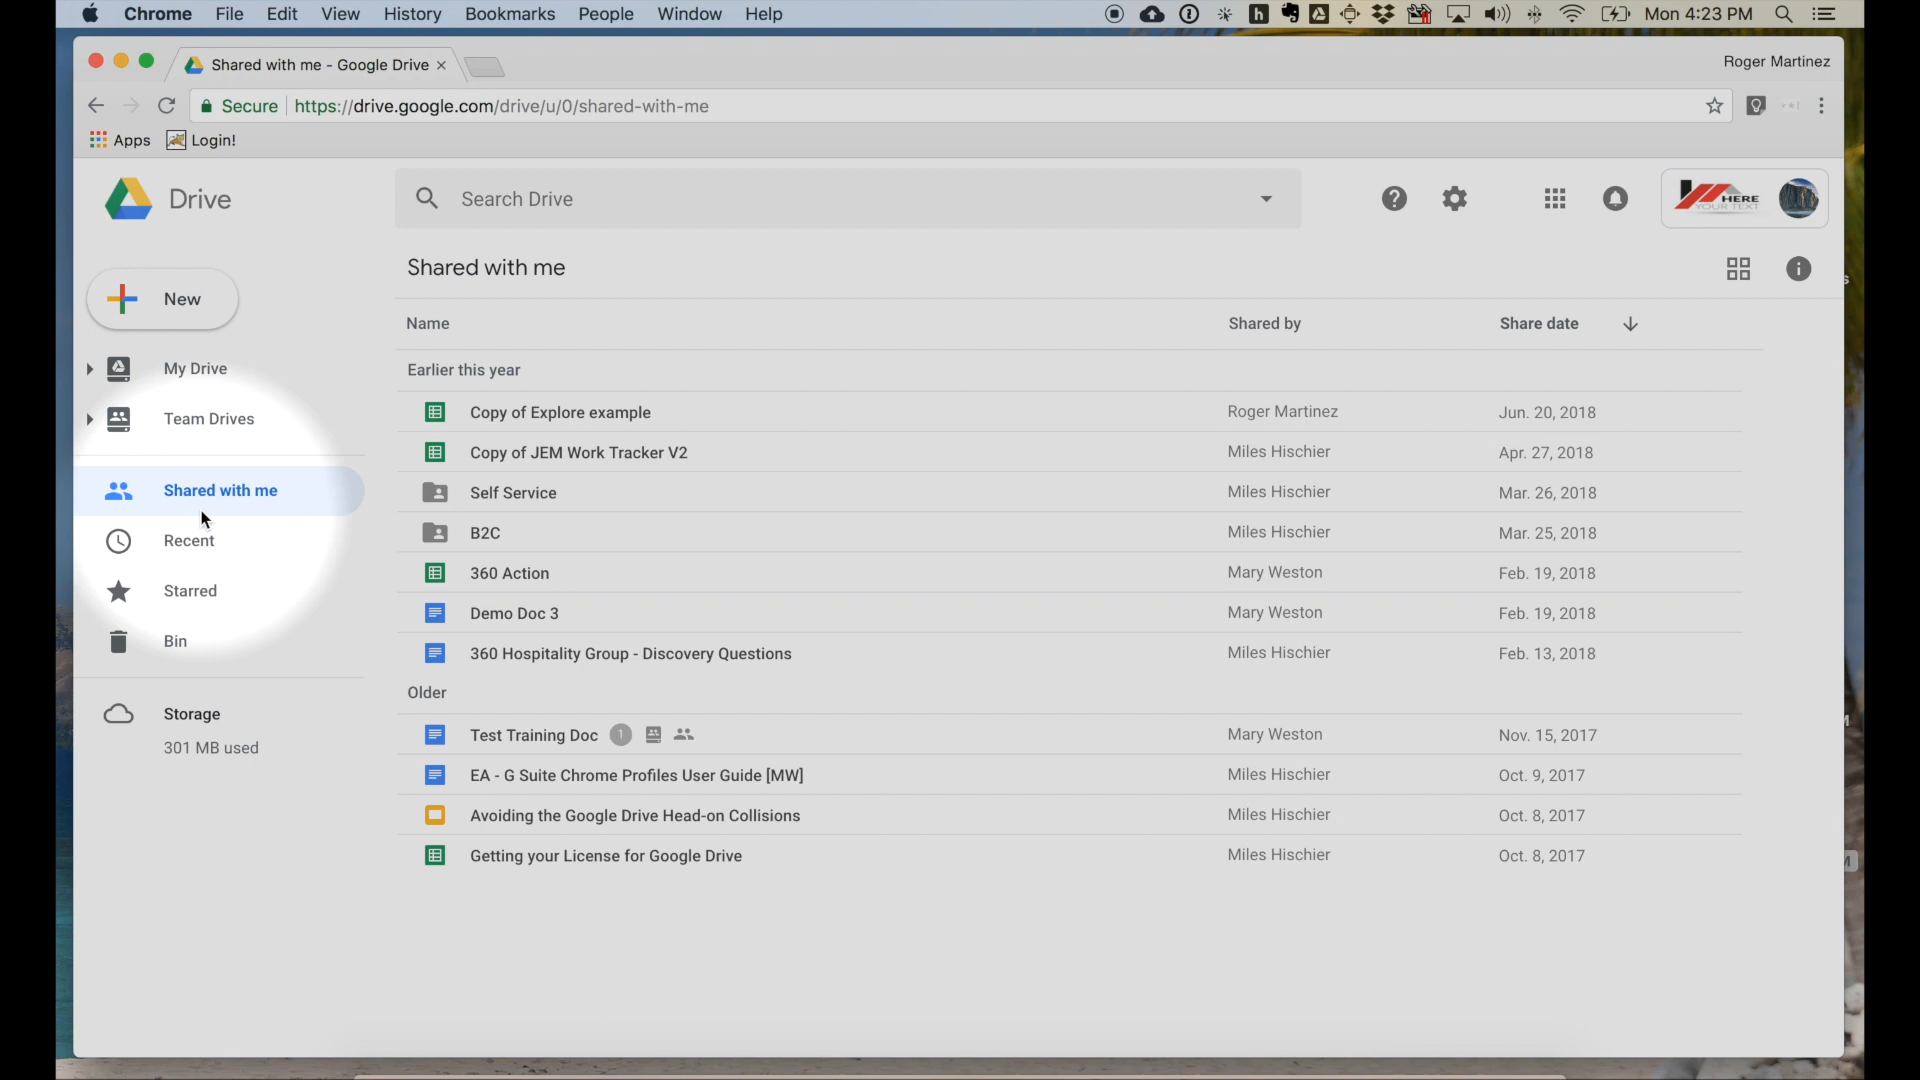 Chrome File Edit View History Bookmarks People Window Help Mon 4:23 PM
Shared with me - Google Drive Roger Martinez
Secure https://drive.google.com/drive/u/0/shared-with-me
Apps Login!
Drive Search Drive HERE YOUR TEXT
Shared with me
New
Name Shared by Share date
My Drive
Earlier this year
Team Drives
Copy of Explore example Roger Martinez Jun. 20, 2018
Copy of JEM Work Tracker V2 Miles Hischier Apr. 27, 2018
Shared with me
Self Service Miles Hischier Mar. 26, 2018
Recent
B2C Miles Hischier Mar. 25, 2018
360 Action Mary Weston Feb. 19, 2018
Starred
Demo Doc 3 Mary Weston Feb. 19, 2018
Bin
360 Hospitality Group - Discovery Questions Miles Hischier Feb. 13, 2018
Older
Storage
301 MB used
Test Training Doc 1 Mary Weston Nov. 15, 2017
EA - G Suite Chrome Profiles User Guide [MW] Miles Hischier Oct. 9, 2017
Avoiding the Google Drive Head-on Collisions Miles Hischier Oct. 8, 2017
Getting your License for Google Drive Miles Hischier Oct. 8, 2017